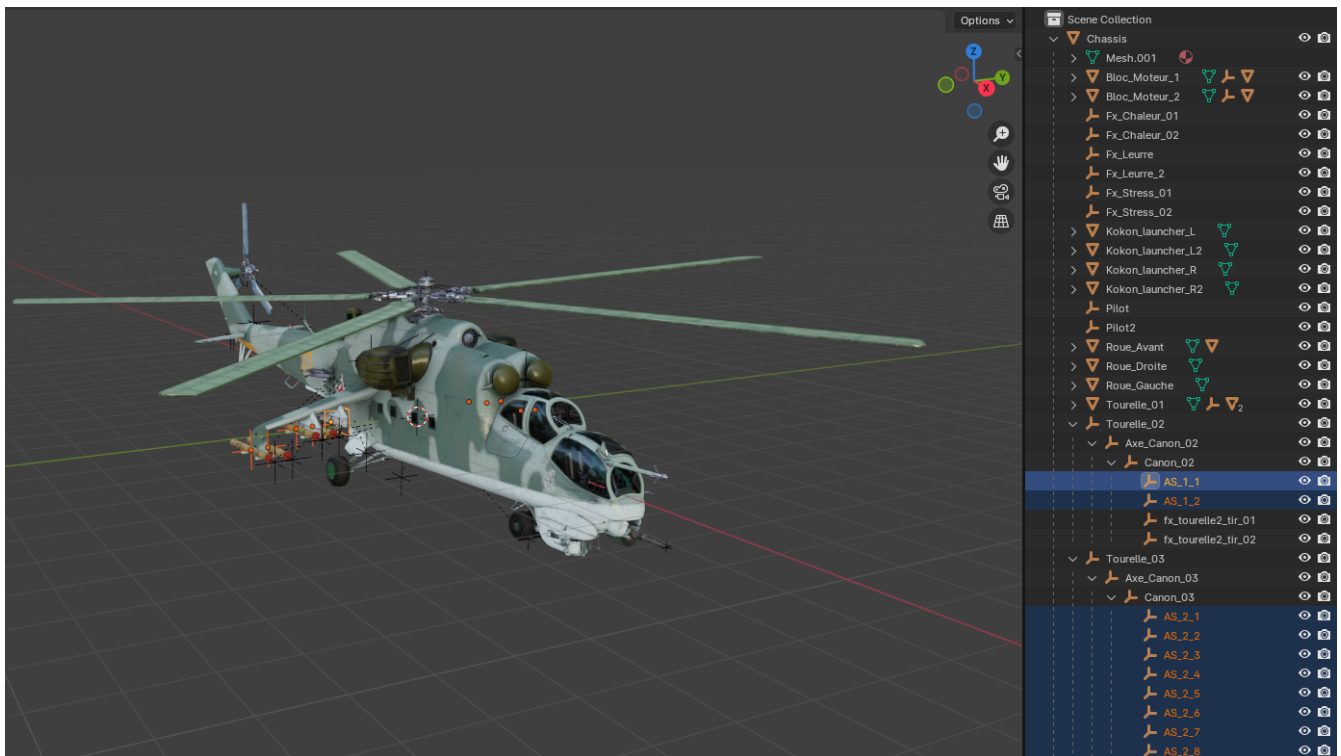 Options
Z
Y
X
Scene Collection
Chassis
Mesh.001
Bloc_Moteur_1
Bloc_Moteur_2
Fx_Chaleur_01
Fx_Chaleur_02
Fx_Leurre
Fx_Leurre_2
Fx_Stress_01
Fx_Stress_02
Kokon_launcher_L
Kokon_launcher_L2
Kokon_launcher_R
Kokon_launcher_R2
Pilot
Pilot2
Roue_Avant
Roue_Droite
Roue_Gauche
Tourelle_01 2
Tourelle_02
Axe_Canon_02
Canon_02
AS_1_1
AS_1_2
fx_tourelle2_tir_01
fx_tourelle2_tir_02
Tourelle_03
Axe_Canon_03
Canon_03
AS_2_1
AS_2_2
AS_2_3
AS_2_4
AS_2_5
AS_2_6
AS_2_7
AS_2_8